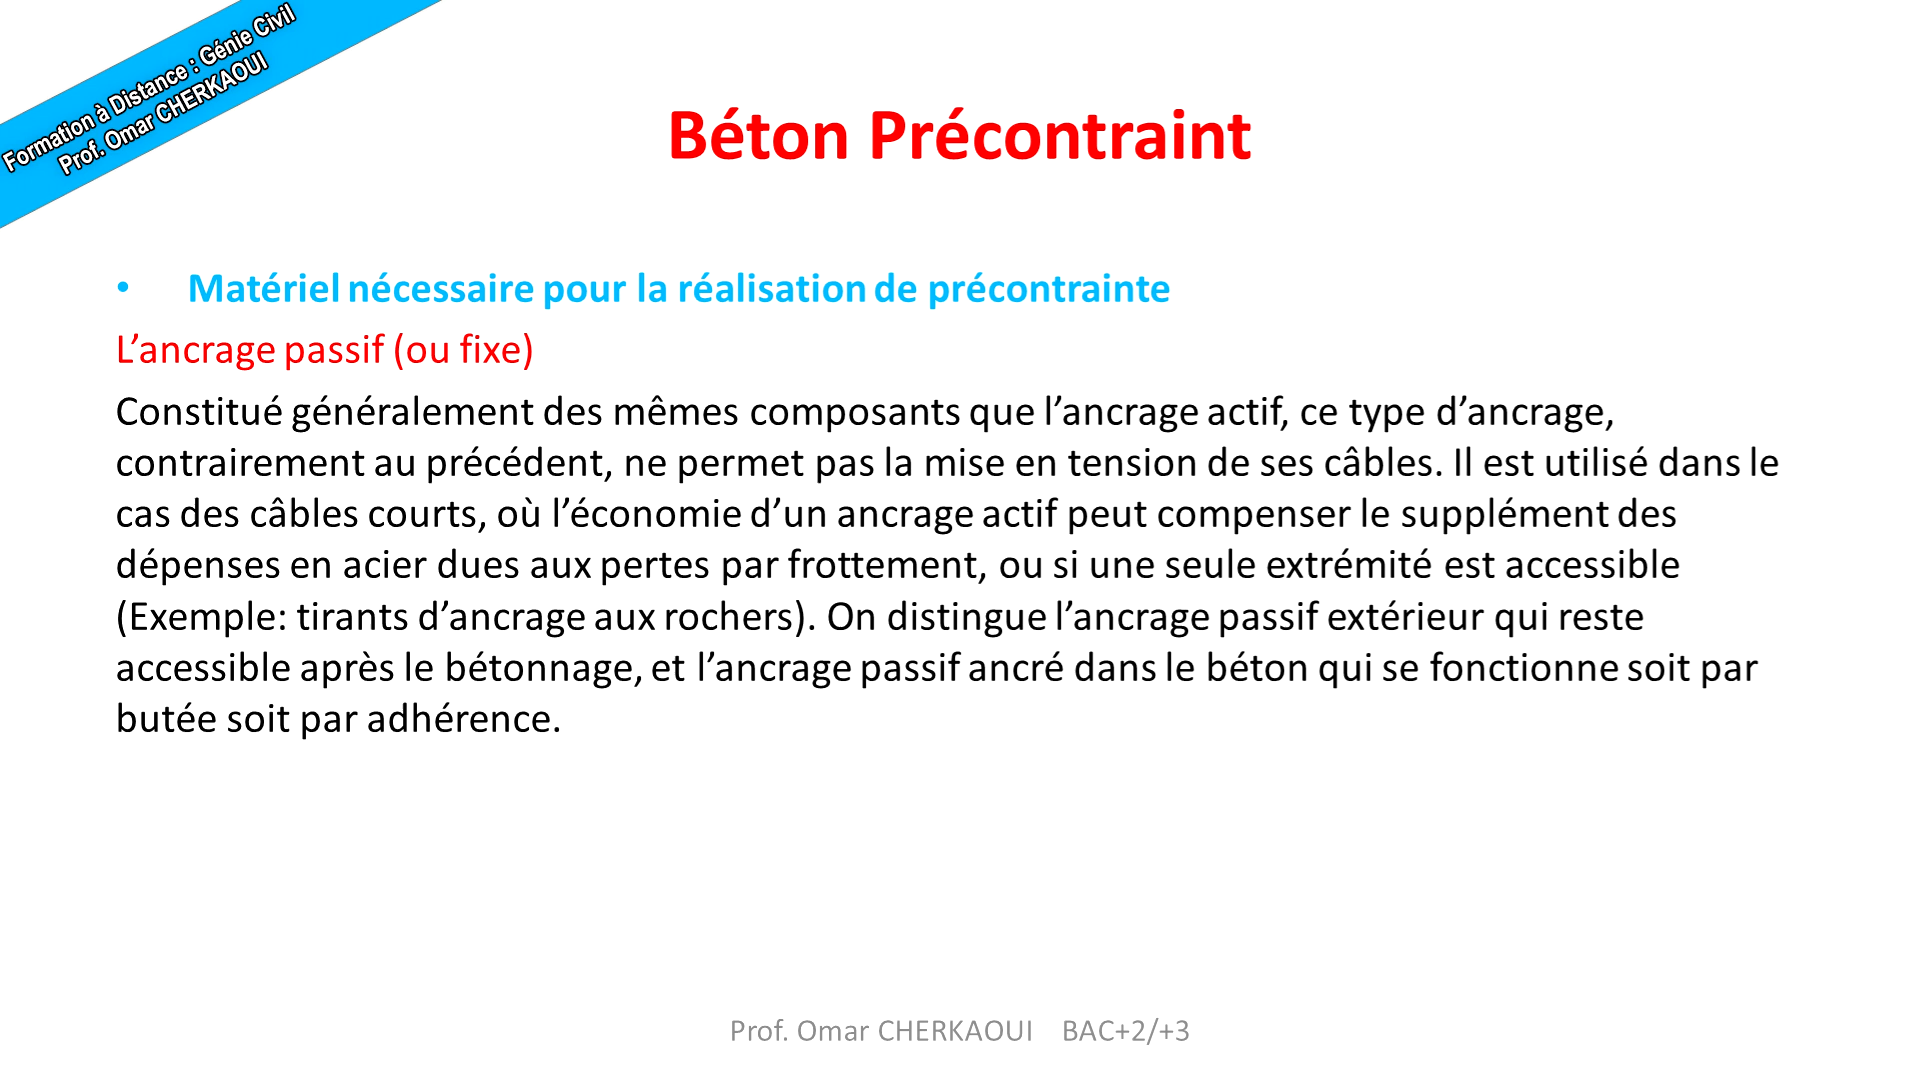 Formation à Distance : Génie Civil
Prof. Omar CHERKAOUI
Béton Précontraint
• Matériel nécessaire pour la réalisation de précontrainte
L’ancrage passif (ou fixe)
Constitué généralement des mêmes composants que l’ancrage actif, ce type d’ancrage,
contrairement au précédent, ne permet pas la mise en tension de ses câbles. Il est utilisé dans le
cas des câbles courts, où l’économie d’un ancrage actif peut compenser le supplément des
dépenses en acier dues aux pertes par frottement, ou si une seule extrémité est accessible
(Exemple: tirants d’ancrage aux rochers). On distingue l’ancrage passif extérieur qui reste
accessible après le bétonnage, et l’ancrage passif ancré dans le béton qui se fonctionne soit par
butée soit par adhérence.
Prof. Omar CHERKAOUI BAC+2/+3